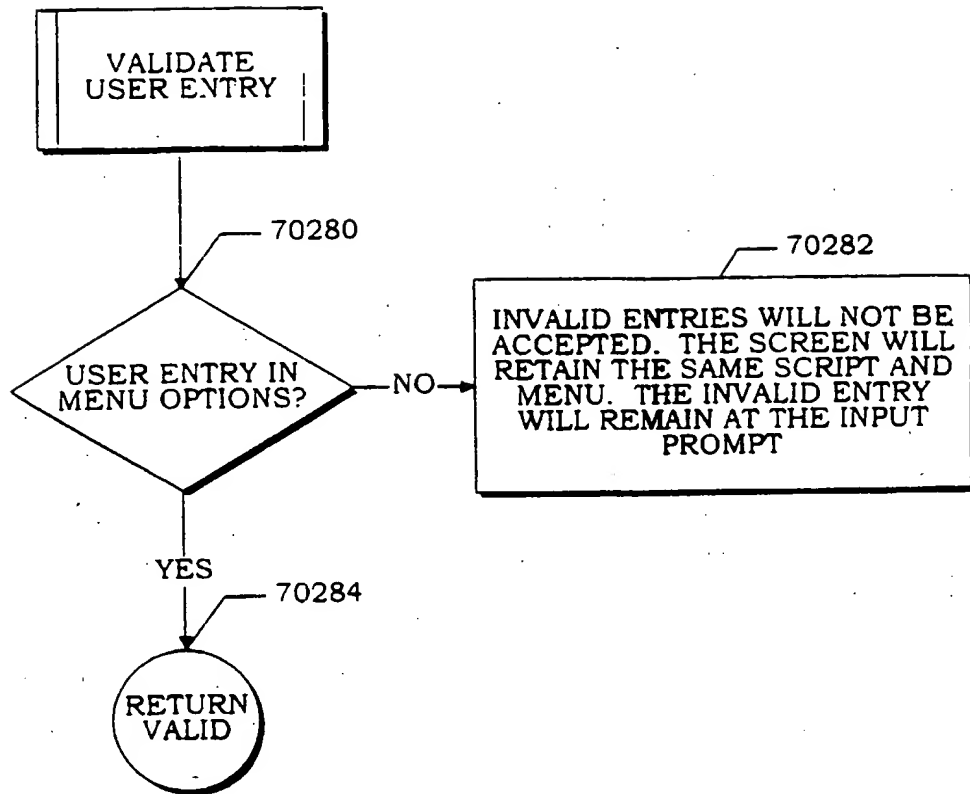 VALIDATE
USER ENTRY
70280
USER ENTRY IN
MENU OPTIONS?
NO
70282
INVALID ENTRIES WILL NOT BE
ACCEPTED. THE SCREEN WILL
RETAIN THE SAME SCRIPT AND
MENU. THE INVALID ENTRY
WILL REMAIN AT THE INPUT
PROMPT
YES
70284
RETURN
VALID